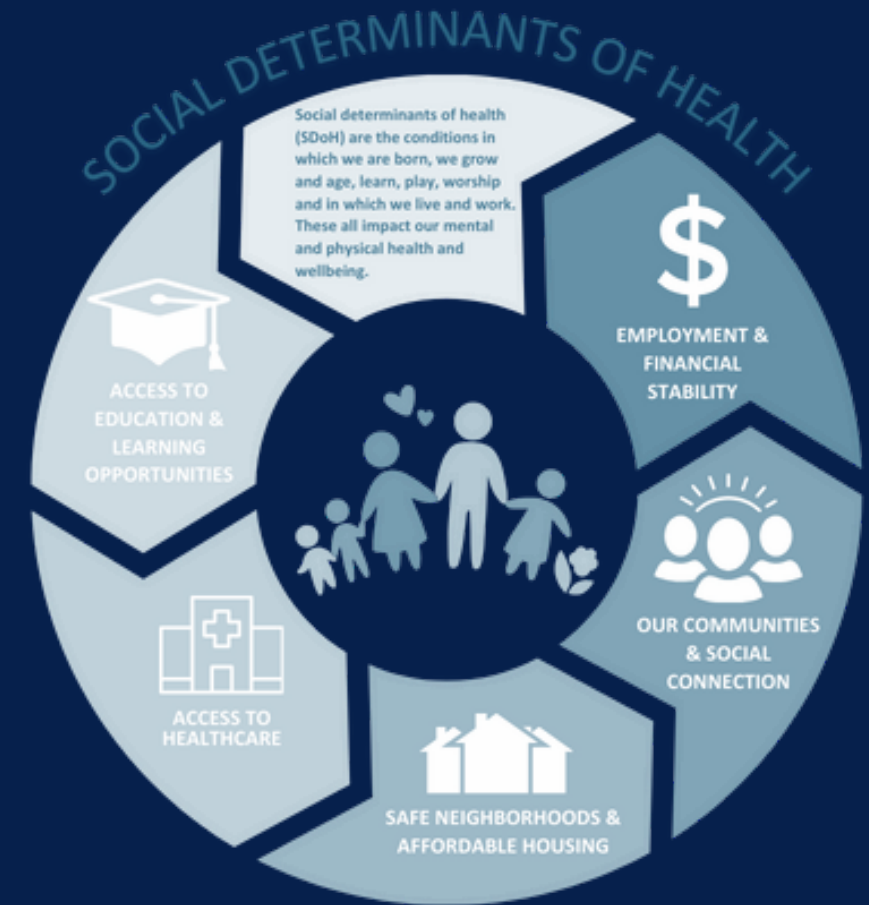 SOCIAL DETERMINANTS OF HEALTH
Social determinants of health
(SDoH) are the conditions in
which we are born, we grow
and age, learn, play, worship
and in which we live and work.
These all impact our mental
and physical health and
wellbeing.
$
EMPLOYMENT &
FINANCIAL
STABILITY
OUR COMMUNITIES
& SOCIAL
CONNECTION
SAFE NEIGHBORHOODS &
AFFORDABLE HOUSING
ACCESS TO
HEALTHCARE
ACCESS TO
EDUCATION &
LEARNING
OPPORTUNITIES